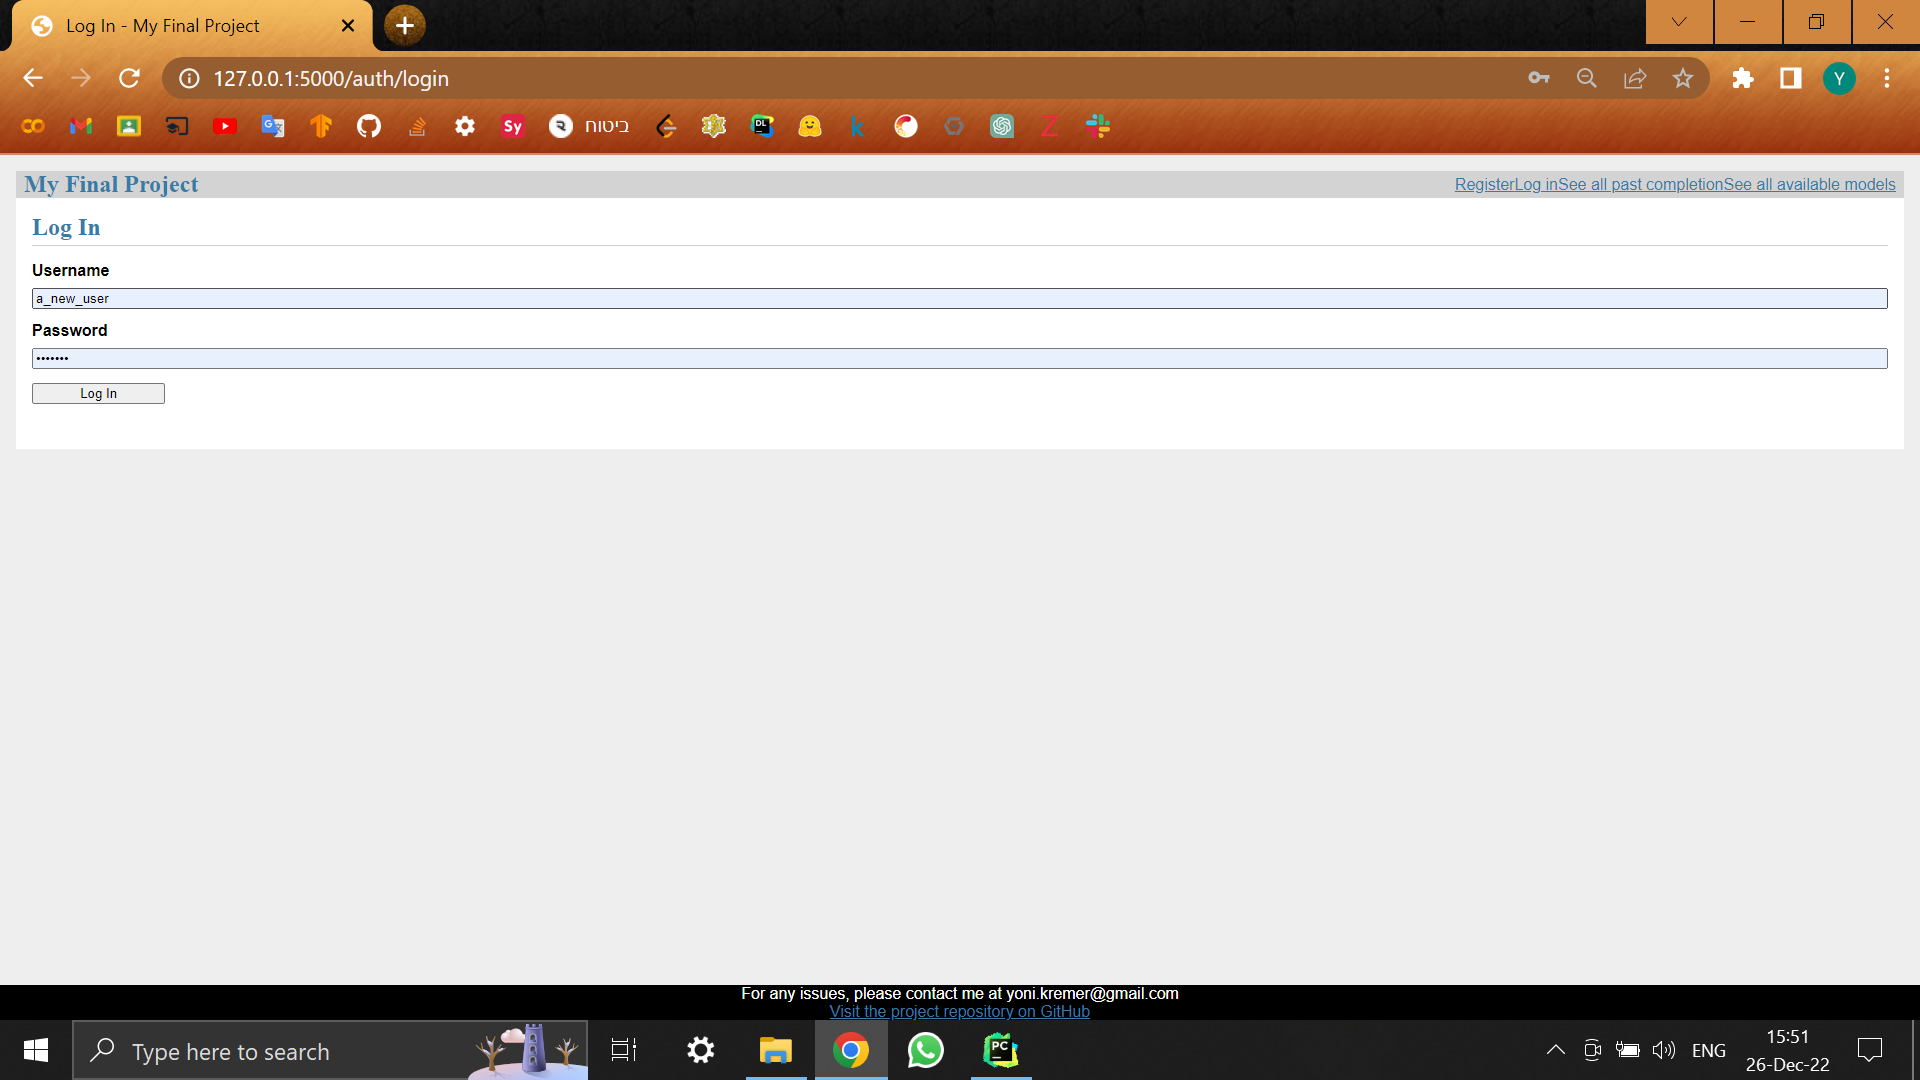 Log In - My Final Project
127.0.0.1:5000/auth/login
Y
Sy
ביטוח
DL
Z
My Final Project
RegisterLog inSee all past completionSee all available models
Log In
Username
a_new_user
Password
•••••••
Log In
For any issues, please contact me at yoni.kremer@gmail.com
Visit the project repository on GitHub
Type here to search
PC
ENG
15:51
26-Dec-22